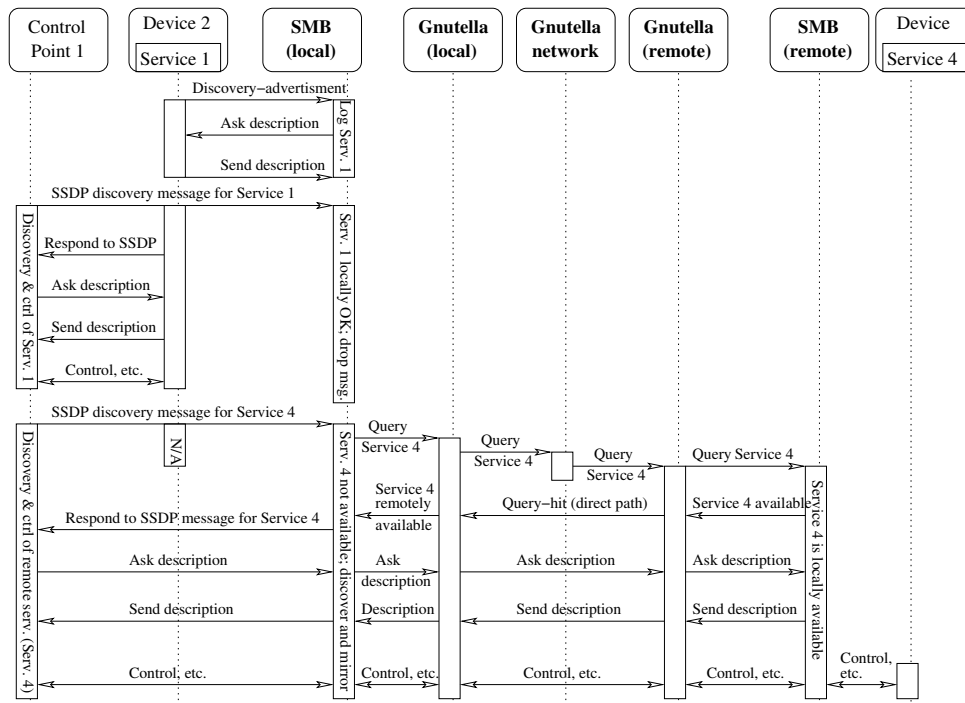 Control
Point 1
Device 2
Service 1
SMB
(local)
Gnutella
(local)
Gnutella
network
Gnutella
(remote)
SMB
(remote)
Device
Service 4
Discovery−advertisment
Log Serv. 1
Ask description
Send description
SSDP discovery message for Service 1
Discovery & ctrl of Serv. 1
Serv. 1 locally OK; drop msg.
Respond to SSDP
Ask description
Send description
Control, etc.
SSDP discovery message for Service 4
Discovery & ctrl of remote serv. (Serv. 4)
N/A
Serv. 4 not available; discover and mirror
Query
Service 4
Query
Service 4
Query
Service 4
Query Service 4
Service 4 is locally available
Service 4
remotely
available
Query−hit (direct path)
Service 4 available
Respond to SSDP message for Service 4
Ask description
Ask
description
Ask description
Ask description
Send description
Description
Send description
Send description
Control, etc.
Control, etc.
Control, etc.
Control, etc.
Control,
etc.